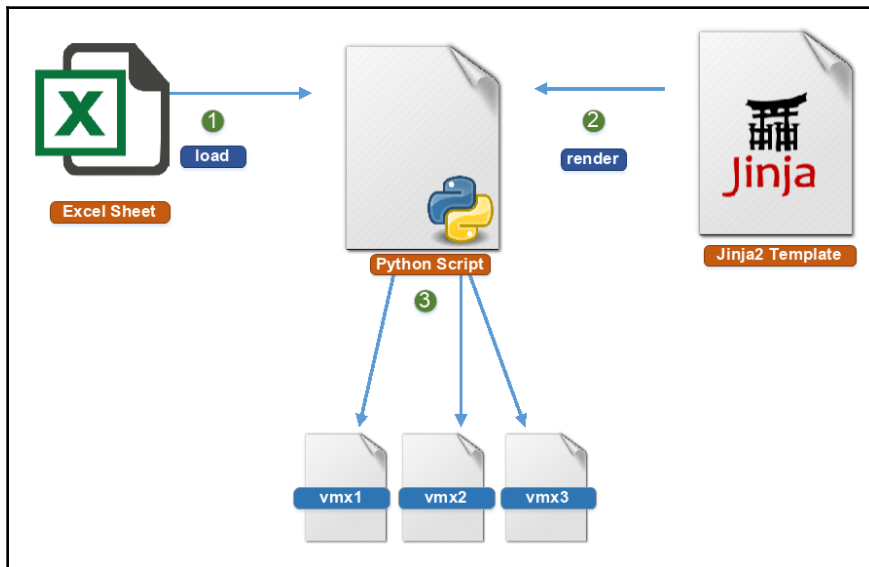 X
1
load
Excel Sheet
Python Script
2
render
Jinja
Jinja2 Template
3
vmx1
vmx2
vmx3